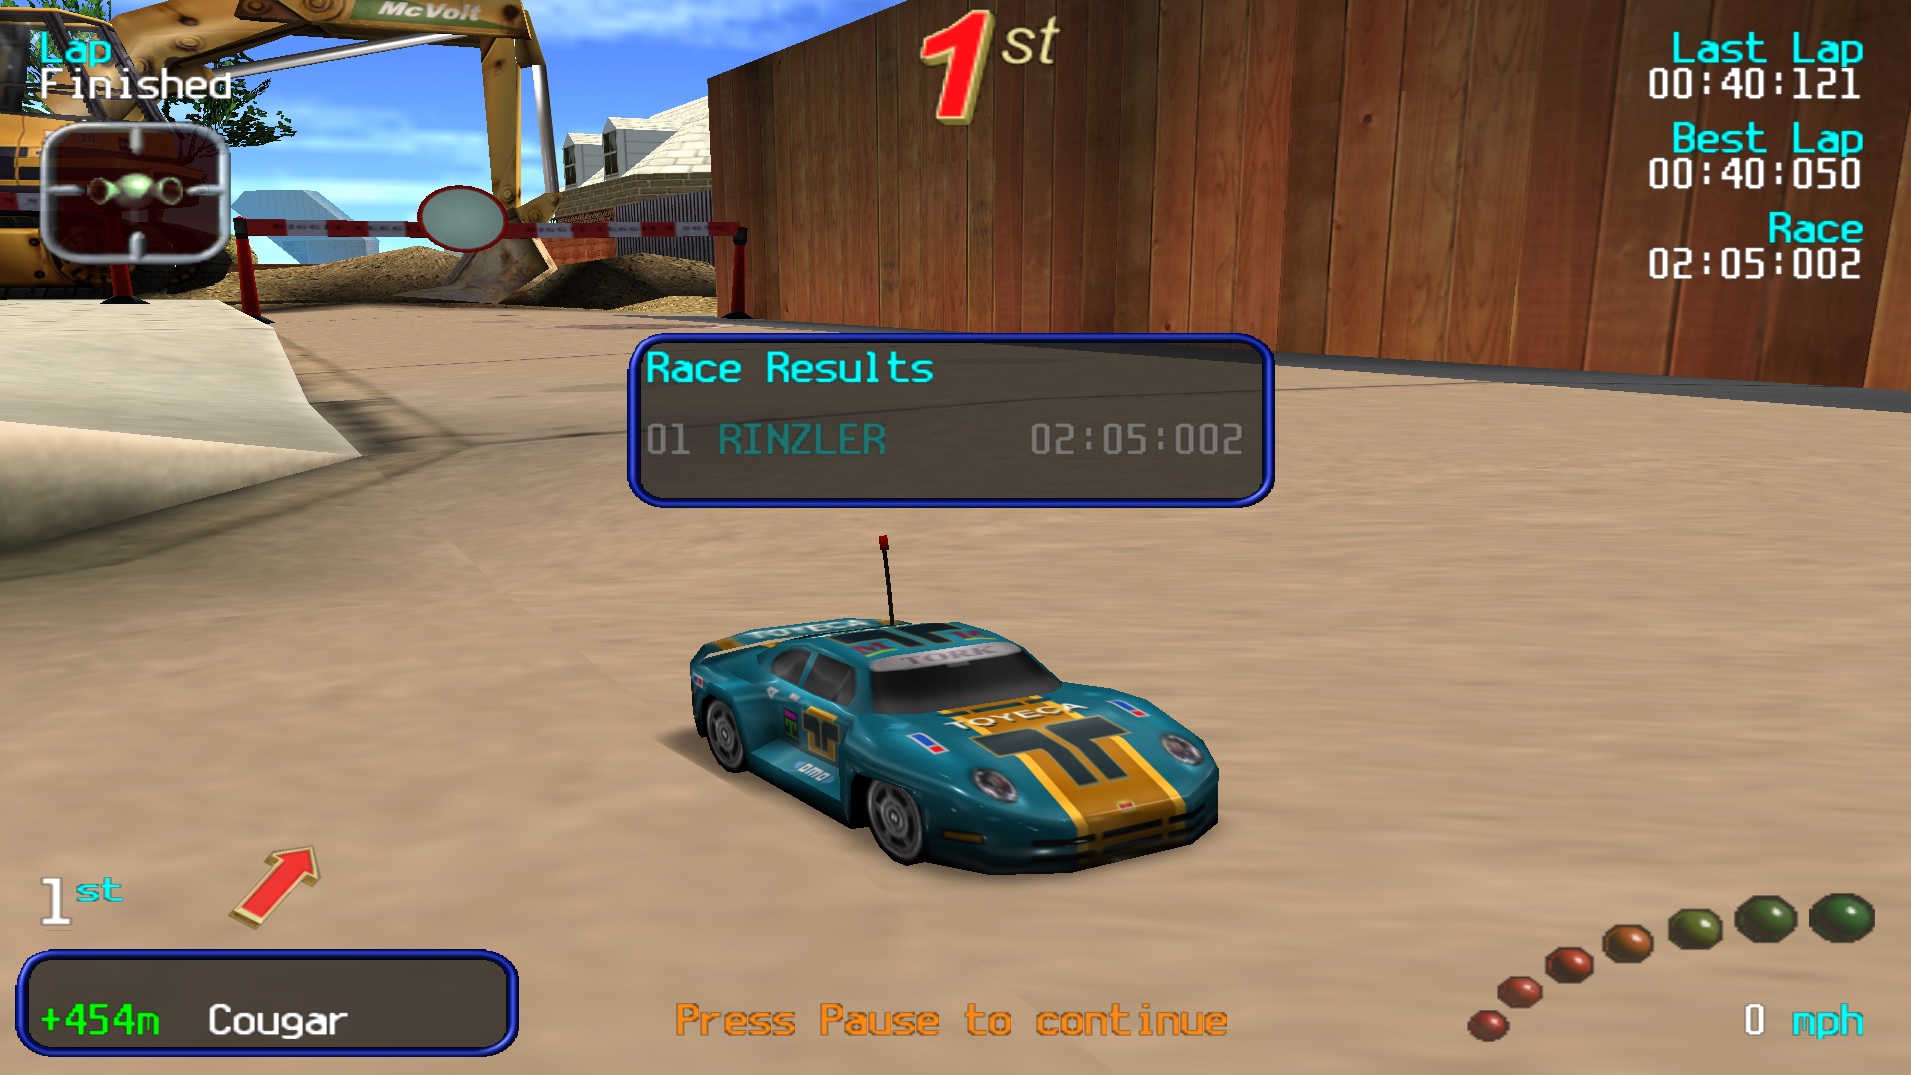 McVolt
Lap
Finished
1st
Last Lap
00:40:121
Best Lap
00:40:050
Race
02:05:002
Race Results
01 RINZLER 02:05:002
TOYECA
TORK
TOYECA
1st
+454m Cougar
Press Pause to continue
0 mph